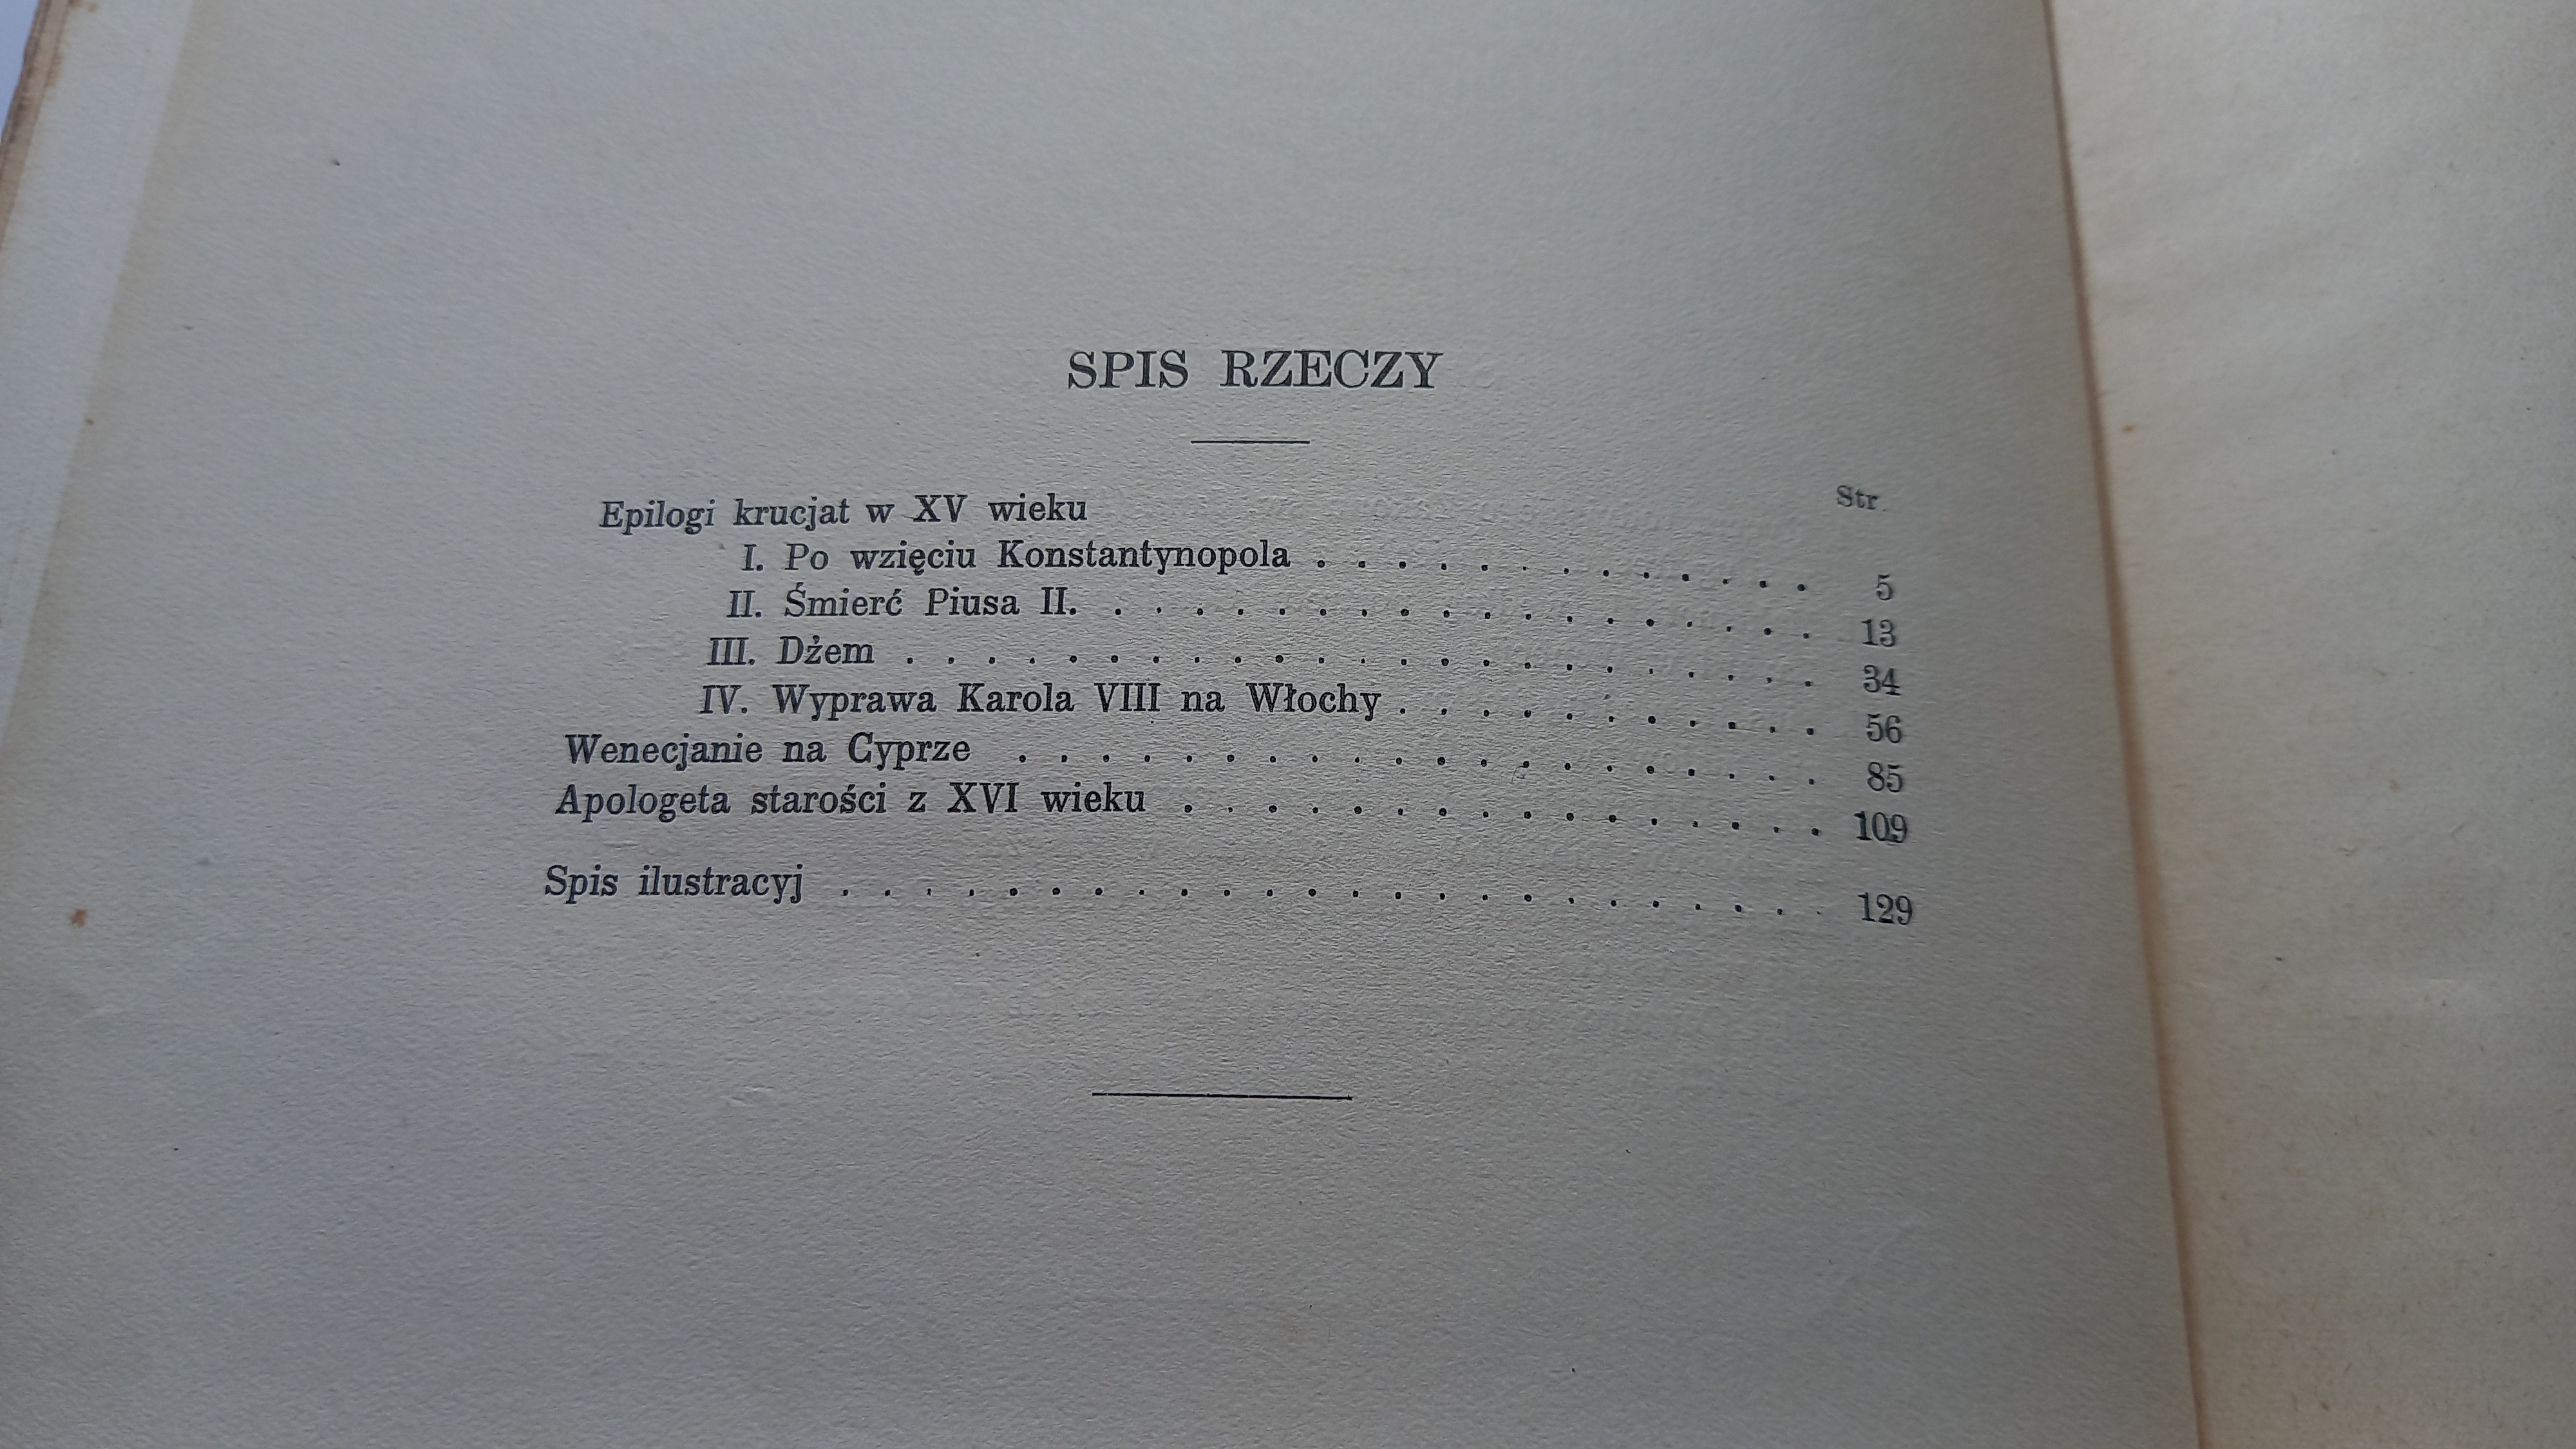 SPIS RZECZY
Str.
Epilogi krucjat w XV wieku
I. Po wzięciu Konstantynopola . . . . . . . . . . . . . 5
II. Śmierć Piusa II. . . . . . . . . . . . . . . . . . . 13
III. Dżem . . . . . . . . . . . . . . . . . . . . . . . 34
IV. Wyprawa Karola VIII na Włochy . . . . . . . . . . . 56
Wenecjanie na Cyprze . . . . . . . . . . . . . . . . . . . . 85
Apologeta starości z XVI wieku . . . . . . . . . . . . . . . . 109
Spis ilustracyj . . . . . . . . . . . . . . . . . . . . . . . . 129